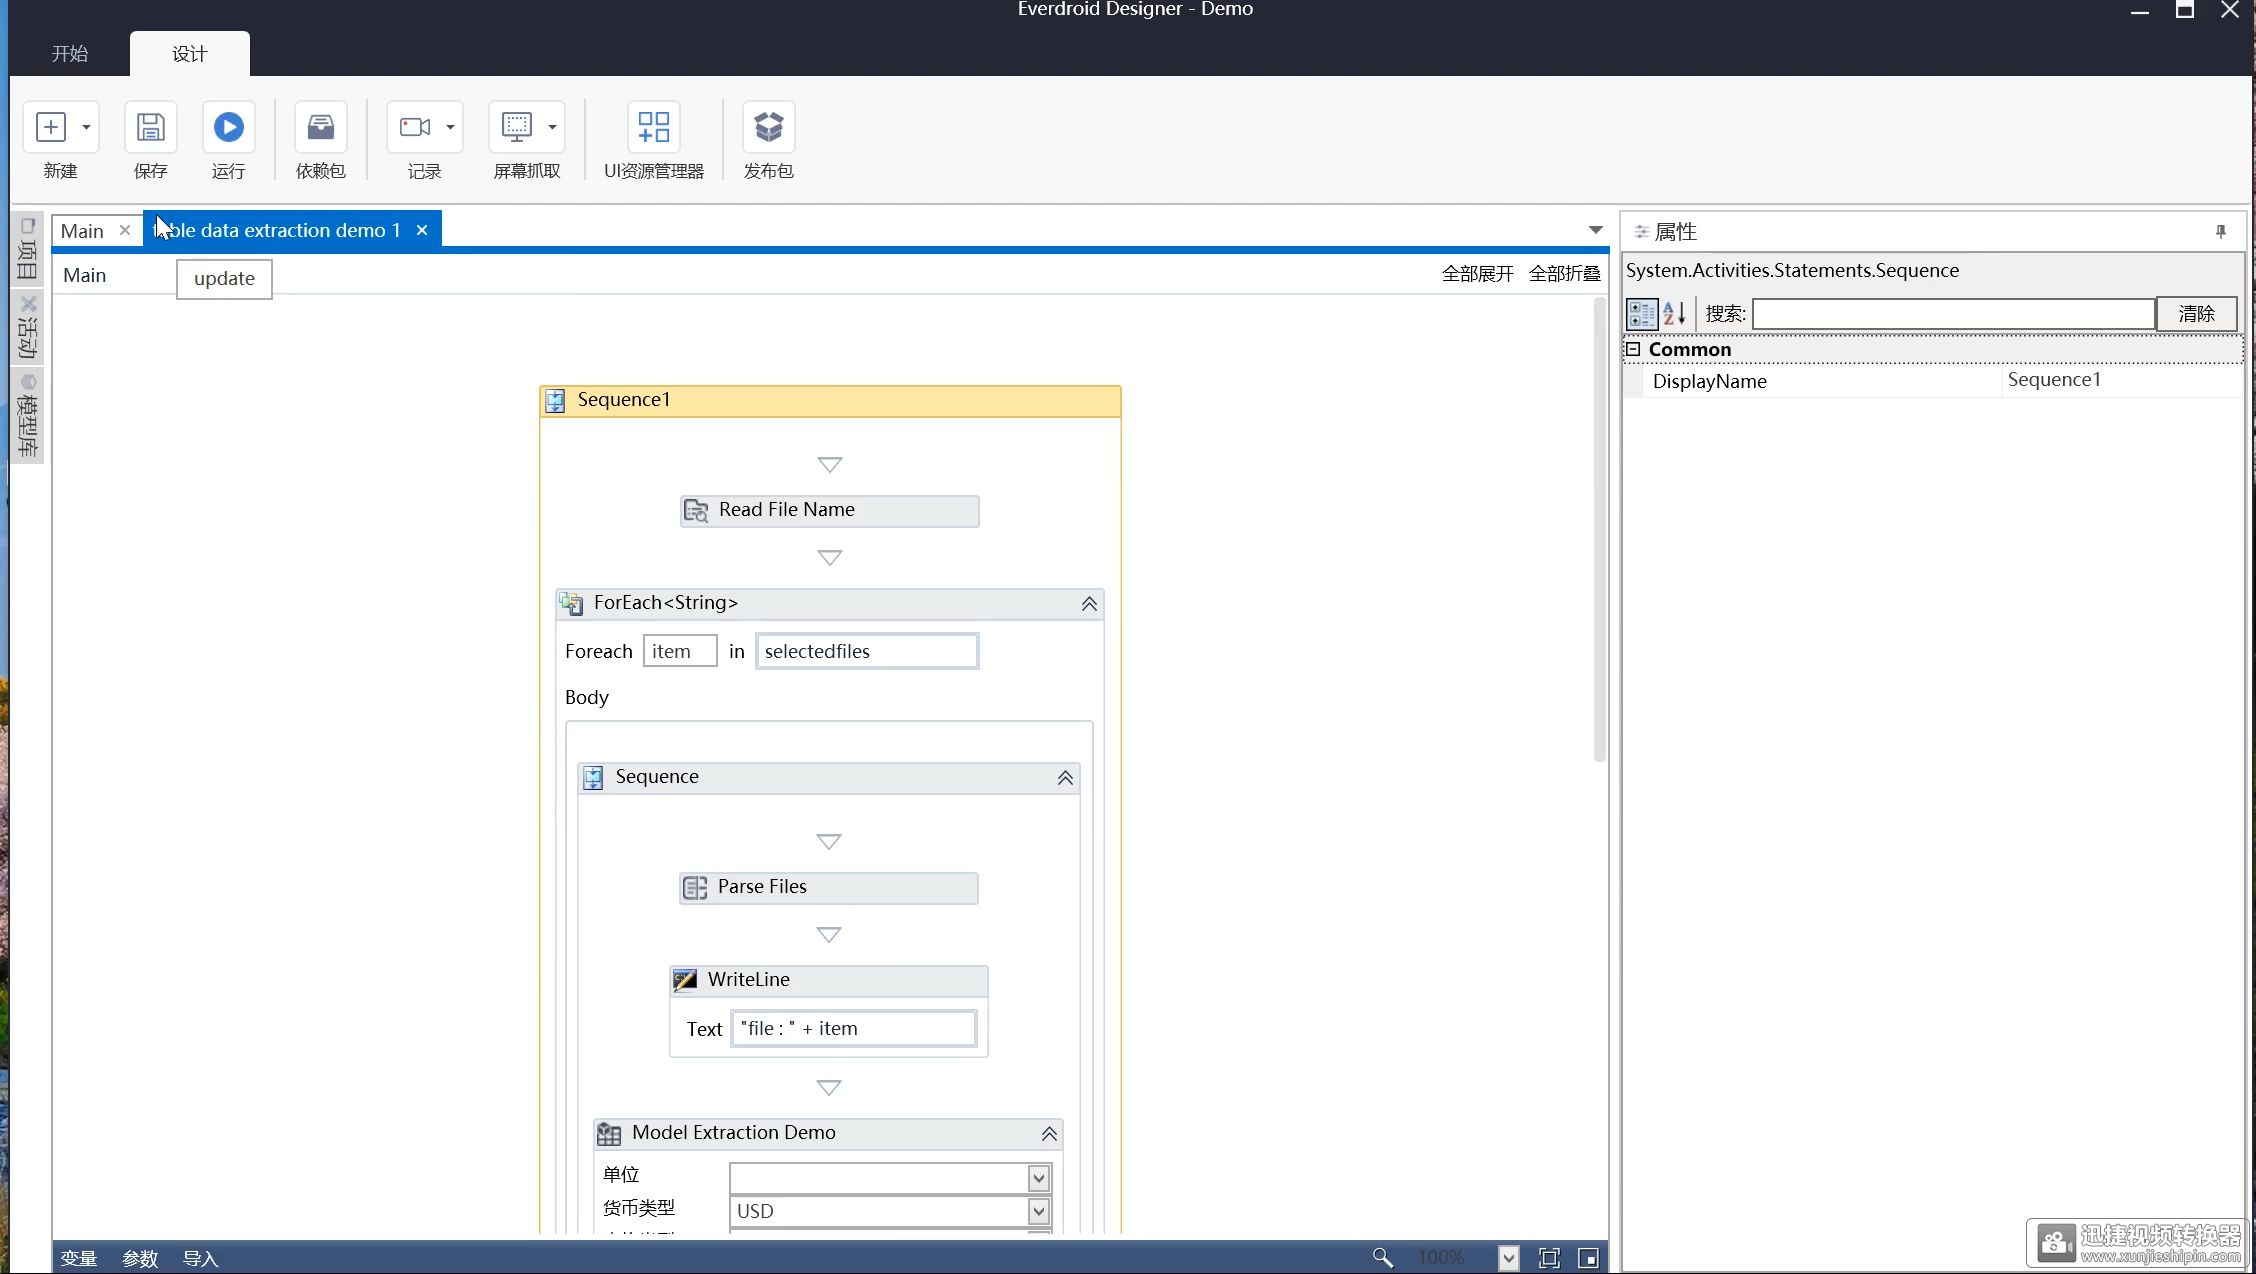 Everdroid Designer - Demo
开始
设计
新建
保存
运行
依赖包
记录
屏幕抓取
UI资源管理器
发布包
项目
活动
模型库
Main
ble data extraction demo 1
Main
update
全部展开 全部折叠
Sequence1
Read File Name
ForEach<String>
Foreach item in selectedfiles
Body
Sequence
Parse Files
WriteLine
Text "file : " + item
Model Extraction Demo
单位
货币类型 USD
变量 参数 导入
100%
属性
System.Activities.Statements.Sequence
搜索: 清除
Common
DisplayName Sequence1
迅捷视频转换器
www.xunjieshipin.com